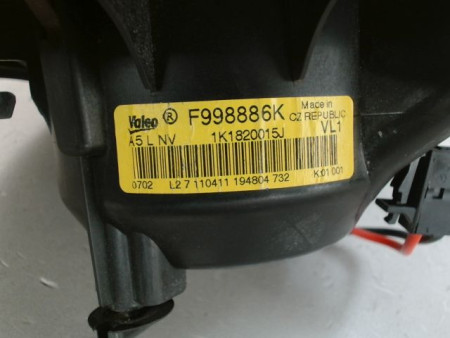 Valeo ® F998886K Made in
CZ REPUBLIC
A5 L NV 1K1820015J VL1
0702 L2 7 110411 194804 732 K01 001